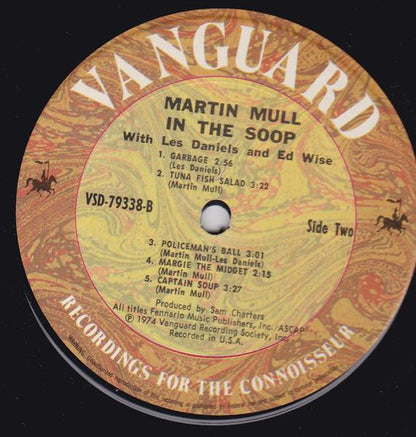 VANGUARD
MARTIN MULL
IN THE SOOP
With Les Daniels and Ed Wise
1. GARBAGE 2:56
(Les Daniels)
2. TUNA FISH SALAD 3:22
(Martin Mull)
VSD-79338-B
Side Two
3. POLICEMAN'S BALL 3:01
(Martin Mull-Les Daniels)
4. MARGIE THE MIDGET 2:15
(Martin Mull)
5. CAPTAIN SOUP 3:27
(Martin Mull)
Produced by Sam Charters
All titles Fennario Music Publishers, Inc./ASCAP
℗ 1974 Vanguard Recording Society, Inc.
Recorded in U.S.A.
RECORDINGS FOR THE CONNOISSEUR